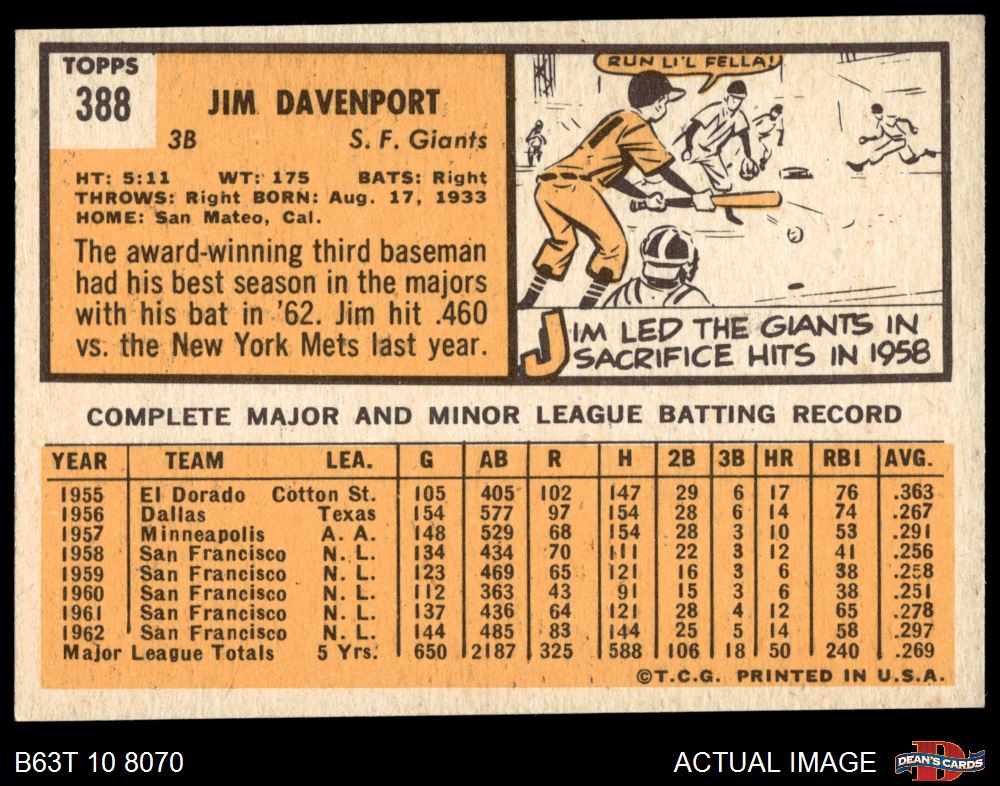 TOPPS
388
JIM DAVENPORT
3B S. F. Giants
HT: 5:11 WT: 175 BATS: Right
THROWS: Right BORN: Aug. 17, 1933
HOME: San Mateo, Cal.
The award-winning third baseman
had his best season in the majors
with his bat in '62. Jim hit .460
vs. the New York Mets last year.
RUN LI'L FELLA!
JIM LED THE GIANTS IN
SACRIFICE HITS IN 1958
COMPLETE MAJOR AND MINOR LEAGUE BATTING RECORD
YEAR TEAM LEA. G AB R H 2B 3B HR RBI AVG.
1955 El Dorado Cotton St. 105 405 102 147 29 6 17 76 .363
1956 Dallas Texas 154 577 97 154 28 6 14 74 .267
1957 Minneapolis A. A. 148 529 68 154 28 3 10 53 .291
1958 San Francisco N. L. 134 434 70 111 22 3 12 41 .256
1959 San Francisco N. L. 123 469 65 121 16 3 6 38 .258
1960 San Francisco N. L. 112 363 43 91 15 3 6 38 .251
1961 San Francisco N. L. 137 436 64 121 28 4 12 65 .278
1962 San Francisco N. L. 144 485 83 144 25 5 14 58 .297
Major League Totals 5 Yrs. 650 2187 325 588 106 18 50 240 .269
©T.C.G. PRINTED IN U.S.A.
B63T 10 8070 ACTUAL IMAGE DEAN'S CARDS